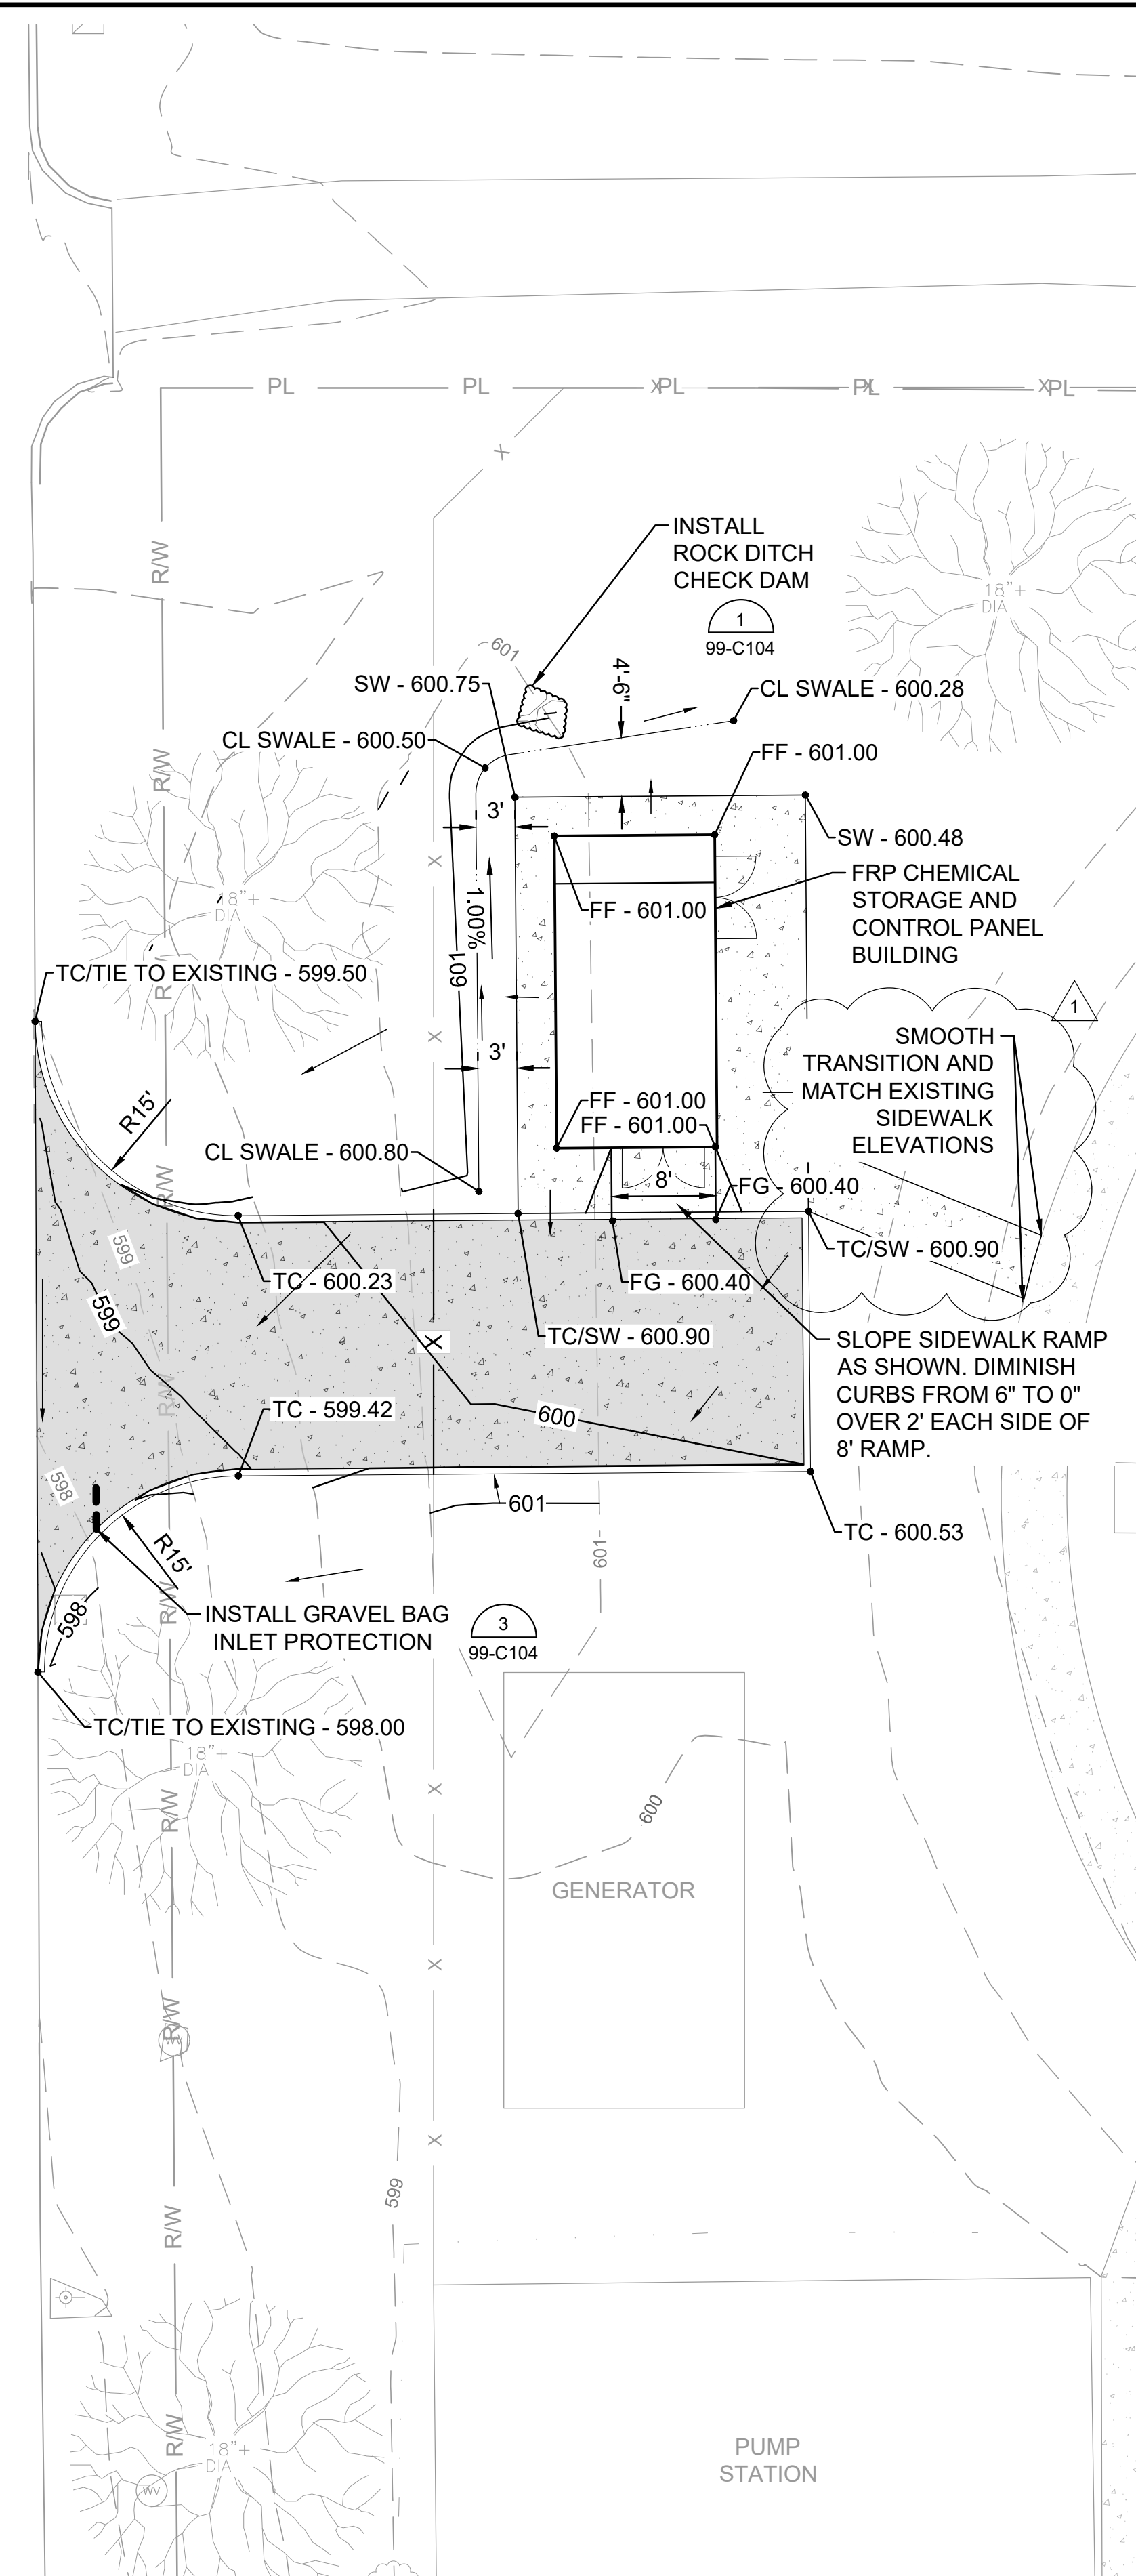 PL
PL
X
PL
X
PL
X
PL
X
R/W
INSTALL
ROCK DITCH
CHECK DAM
1
99-C104
18"+
DIA
601
4'-6"
SW - 600.75
CL SWALE - 600.28
CL SWALE - 600.50
FF - 601.00
R/W
3'
SW - 600.48
X
FRP CHEMICAL
STORAGE AND
CONTROL PANEL
BUILDING
18"+
DIA
FF - 601.00
1.00%
601
TC/TIE TO EXISTING - 599.50
R/W
1
X
SMOOTH
TRANSITION AND
MATCH EXISTING
SIDEWALK
ELEVATIONS
3'
FF - 601.00
FF - 601.00
R15'
CL SWALE - 600.80
R/W
8'
FG - 600.40
599
TC/SW - 600.90
TC - 600.23
FG - 600.40
599
TC/SW - 600.90
X
SLOPE SIDEWALK RAMP
AS SHOWN. DIMINISH
CURBS FROM 6" TO 0"
OVER 2' EACH SIDE OF
8' RAMP.
R/W
TC - 599.42
600
598
601
TC - 600.53
R15'
601
R/W
598
INSTALL GRAVEL BAG
INLET PROTECTION
3
99-C104
TC/TIE TO EXISTING - 598.00
18"+
DIA
X
R/W
600
GENERATOR
X
R/W
WV
X
599
R/W
R/W
18"+
DIA
PUMP
STATION
WV